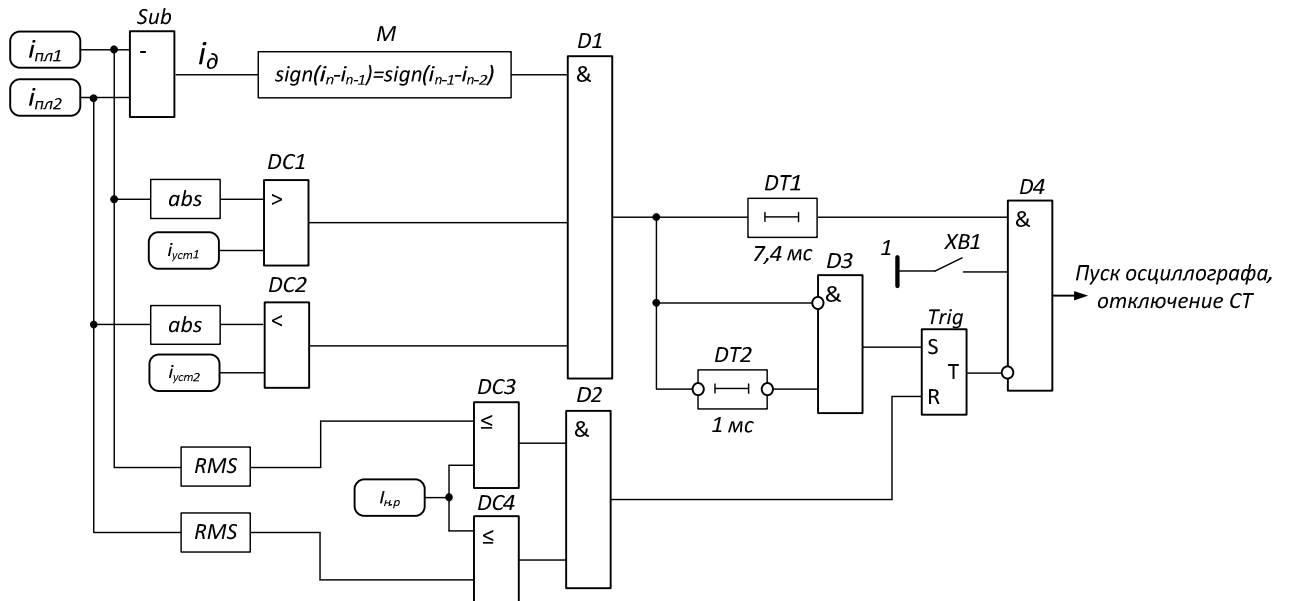 Sub
iпл1
-
iд
M
sign(in-in-1)=sign(in-1-in-2)
D1
&
iпл2
DC1
abs
>
iуст1
DC2
abs
<
iуст2
DT1
7,4 мс
D4
&
1
XB1
D3
&
Пуск осциллографа,
отключение СТ
Trig
S
T
R
DT2
1 мс
DC3
≤
D2
&
RMS
Iн.р
DC4
≤
RMS